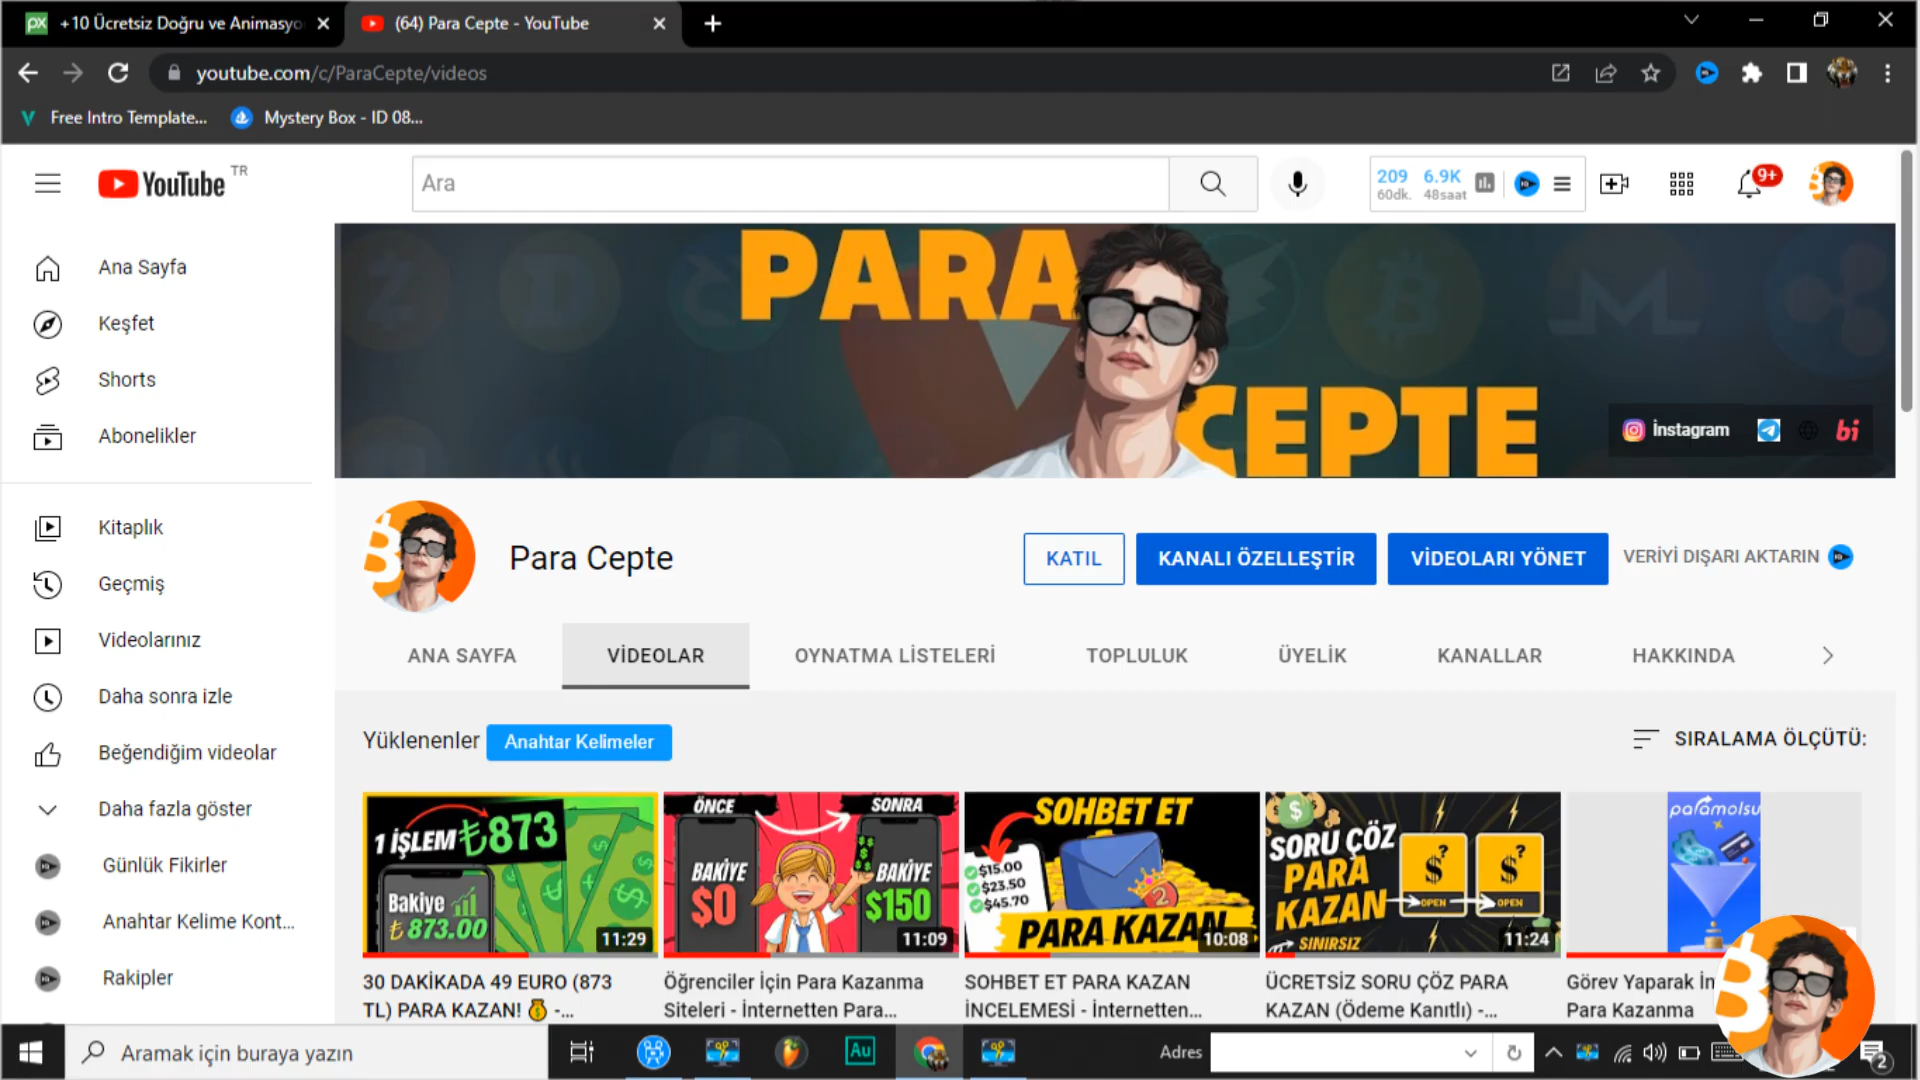 +10 Ücretsiz Doğru ve Animasyo
(64) Para Cepte - YouTube
youtube.com/c/ParaCepte/videos
Free Intro Template...
Mystery Box - ID 08...
YouTube TR
Ara
209 6.9K
60dk. 48saat
9+
PARA
CEPTE
İnstagram
bi
Ana Sayfa
Keşfet
Shorts
Abonelikler
Kitaplık
Geçmiş
Videolarınız
Daha sonra izle
Beğendiğim videolar
Daha fazla göster
Günlük Fikirler
Anahtar Kelime Kont...
Rakipler
Para Cepte
KATIL
KANALI ÖZELLEŞTİR
VİDEOLARI YÖNET
VERİYİ DIŞARI AKTARIN
ANA SAYFA
VİDEOLAR
OYNATMA LİSTELERİ
TOPLULUK
ÜYELİK
KANALLAR
HAKKINDA
Yüklenenler
Anahtar Kelimeler
SIRALAMA ÖLÇÜTÜ:
1 İŞLEM ₺873
Bakiye
₺873.00
11:29
30 DAKİKADA 49 EURO (873
TL) PARA KAZAN! 💰 -...
ÖNCE
SONRA
BAKİYE
$0
BAKİYE
$150
11:09
Öğrenciler İçin Para Kazanma
Siteleri - İnternetten Para...
SOHBET ET
$15.00
$23.50
$45.70
2
PARA KAZAN
10:08
SOHBET ET PARA KAZAN
İNCELEMESİ - İnternetten...
SORU ÇÖZ
PARA
KAZAN
SINIRSIZ
OPEN
OPEN
11:24
ÜCRETSİZ SORU ÇÖZ PARA
KAZAN (Ödeme Kanıtlı) -...
paramolsu
Görev Yaparak İn
Para Kazanma
Aramak için buraya yazın
Au
Adres
2